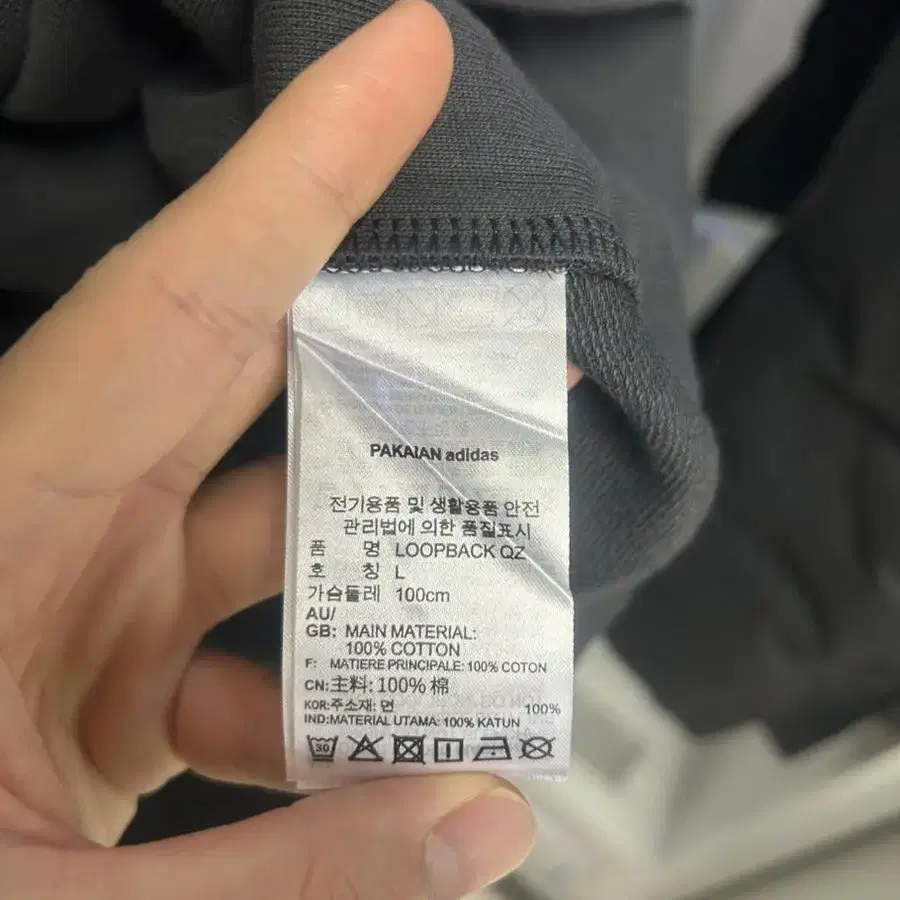 PAKAIAN adidas
전기용품 및 생활용품 안전
관리법에 의한 품질표시
품 명 LOOPBACK QZ
호 칭 L
가슴둘레 100cm
AU/
GB: MAIN MATERIAL:
100% COTTON
F: MATIERE PRINCIPALE: 100% COTON
CN:主料: 100% 棉
KOR:주소재: 면 100%
IND:MATERIAL UTAMA: 100% KATUN
30